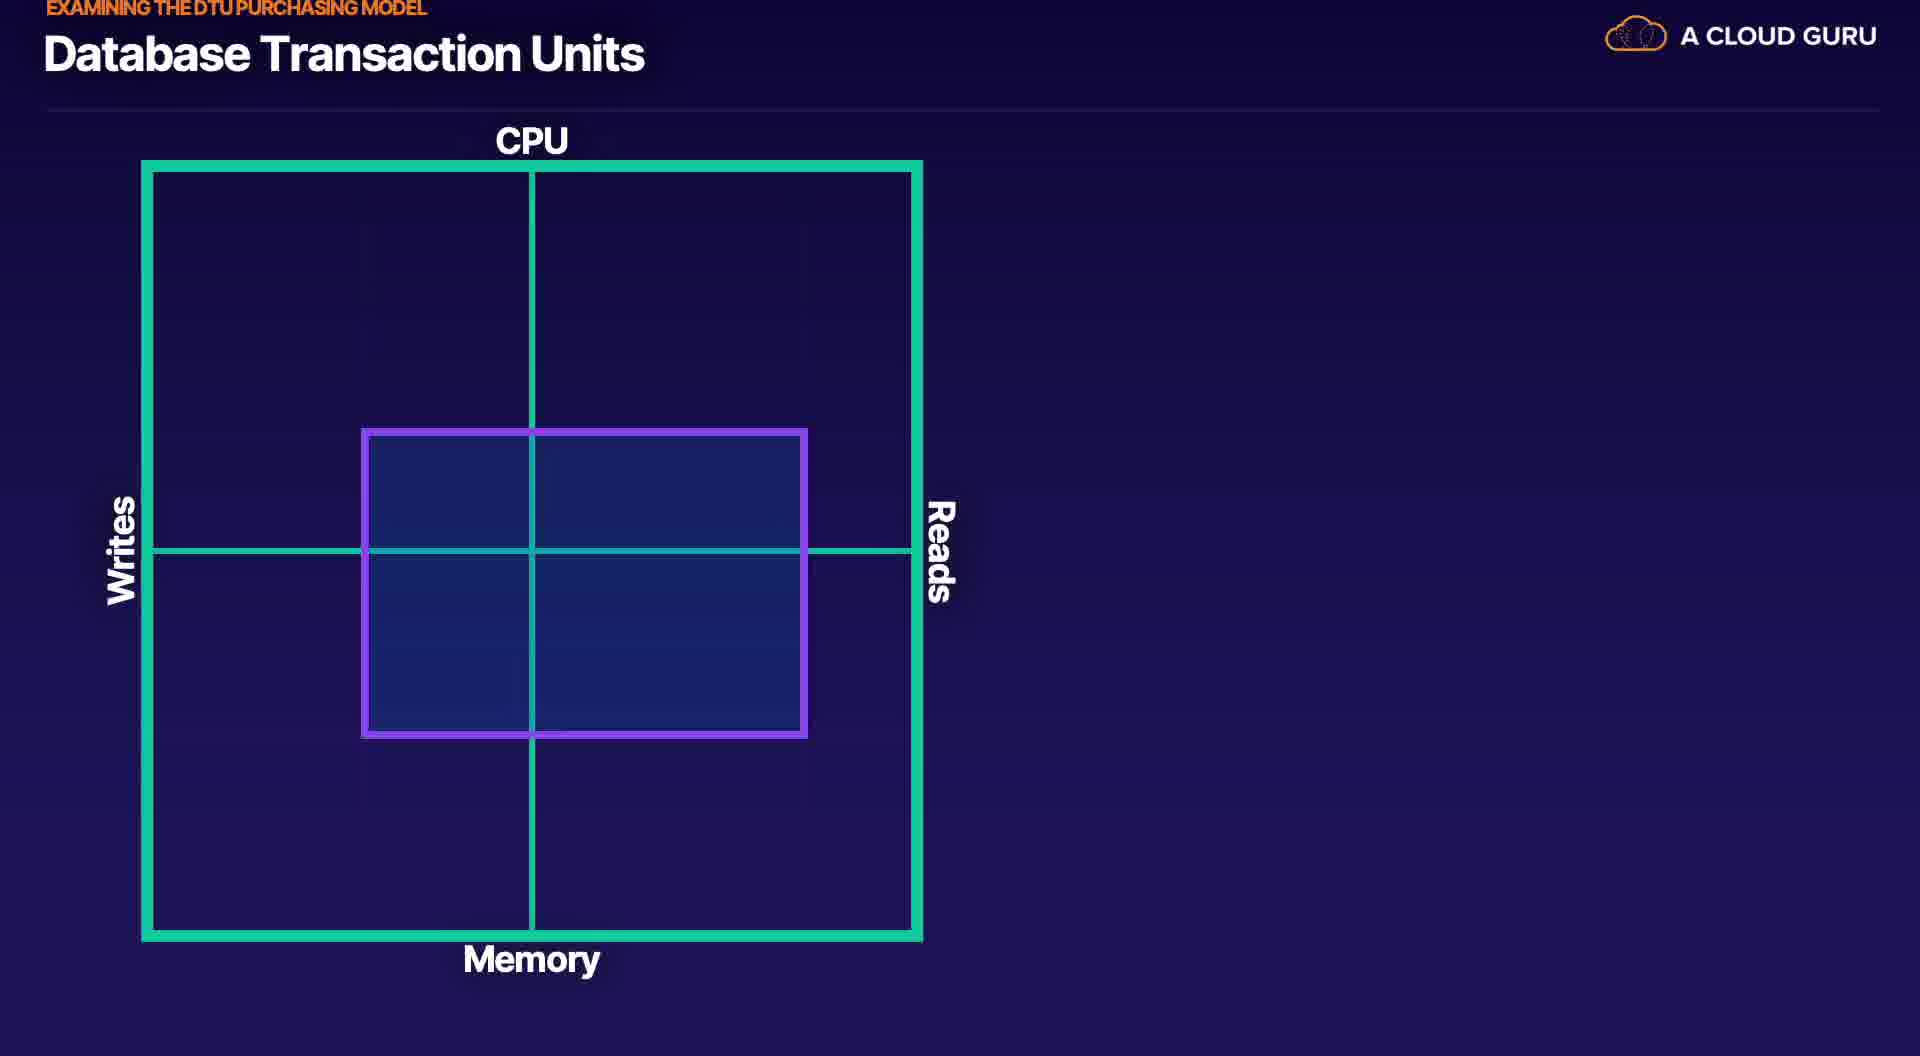 EXAMINING THE DTU PURCHASING MODEL
Database Transaction Units
A CLOUD GURU
CPU
Writes
Reads
Memory